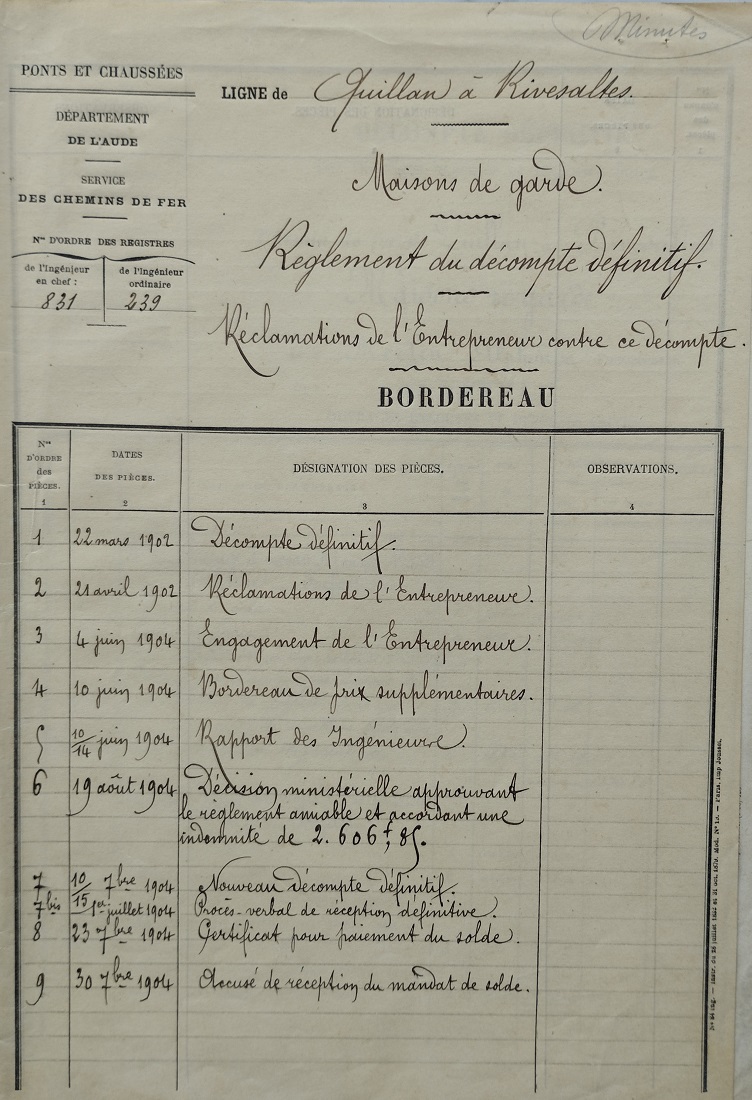 Minutes
PONTS ET CHAUSSÉES
DÉPARTEMENT
DE L'AUDE
SERVICE
DES CHEMINS DE FER
Nos D'ORDRE DES REGISTRES
de l'ingénieur en chef : 831
de l'ingénieur ordinaire 239
LIGNE de Quillan à Rivesaltes.
Maisons de garde.
Règlement du décompte définitif.
Réclamations de l'Entrepreneur contre ce décompte.
BORDEREAU
Nos D'ORDRE des PIÈCES. DATES DES PIÈCES. DÉSIGNATION DES PIÈCES. OBSERVATIONS.
1 2 3 4
1 22 mars 1902 Décompte définitif.
2 21 avril 1902 Réclamations de l'Entrepreneur.
3 4 juin 1904 Engagement de l'Entrepreneur.
4 10 juin 1904 Bordereau de prix supplémentaires.
5 10/14 juin 1904 Rapport des Ingénieurs.
6 19 août 1904 Décision ministérielle approuvant
le règlement amiable et accordant une
indemnité de 2.606f,85.
7 10/15 7bre 1904 Nouveau décompte définitif.
7bis 1er juillet 1904 Procès-verbal de réception définitive.
8 23 7bre 1904 Certificat pour paiement du solde.
9 30 7bre 1904 Accusé de réception du mandat de solde.